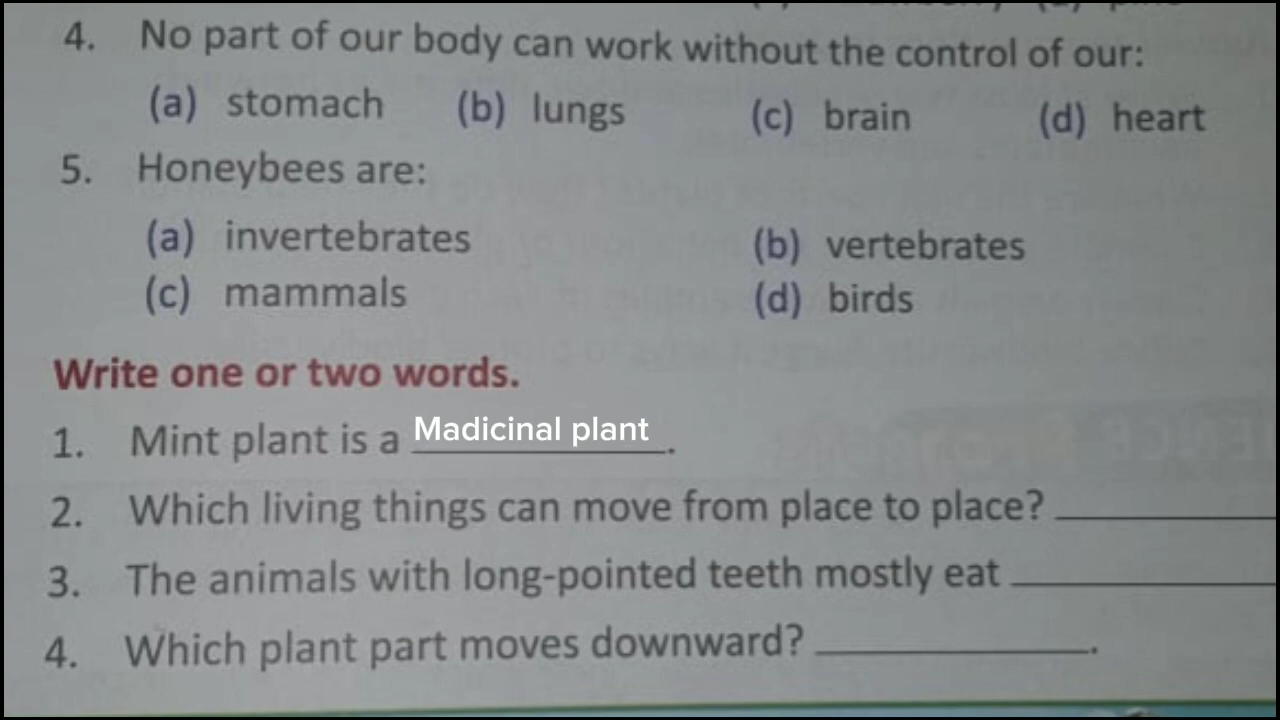 4. No part of our body can work without the control of our:
(a) stomach (b) lungs (c) brain (d) heart
5. Honeybees are:
(a) invertebrates (b) vertebrates
(c) mammals (d) birds
Write one or two words.
1. Mint plant is a Madicinal plant.
2. Which living things can move from place to place?
3. The animals with long-pointed teeth mostly eat
4. Which plant part moves downward? .